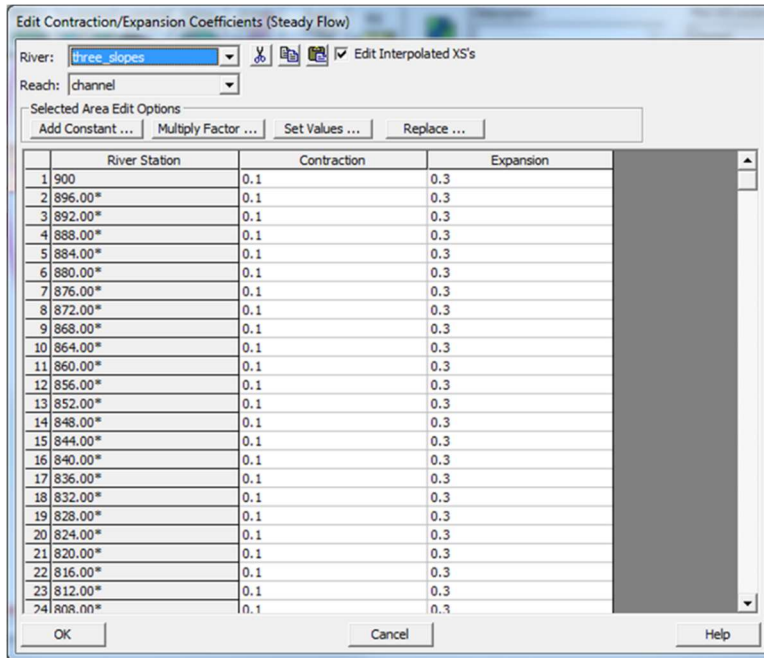 Edit Contraction/Expansion Coefficients (Steady Flow)
River: three_slopes Edit Interpolated XS's
Reach: channel
Selected Area Edit Options
Add Constant ... Multiply Factor ... Set Values ... Replace ...
River Station Contraction Expansion
1 900 0.1 0.3
2 896.00* 0.1 0.3
3 892.00* 0.1 0.3
4 888.00* 0.1 0.3
5 884.00* 0.1 0.3
6 880.00* 0.1 0.3
7 876.00* 0.1 0.3
8 872.00* 0.1 0.3
9 868.00* 0.1 0.3
10 864.00* 0.1 0.3
11 860.00* 0.1 0.3
12 856.00* 0.1 0.3
13 852.00* 0.1 0.3
14 848.00* 0.1 0.3
15 844.00* 0.1 0.3
16 840.00* 0.1 0.3
17 836.00* 0.1 0.3
18 832.00* 0.1 0.3
19 828.00* 0.1 0.3
20 824.00* 0.1 0.3
21 820.00* 0.1 0.3
22 816.00* 0.1 0.3
23 812.00* 0.1 0.3
24 808.00* 0.1 0.3
OK Cancel Help